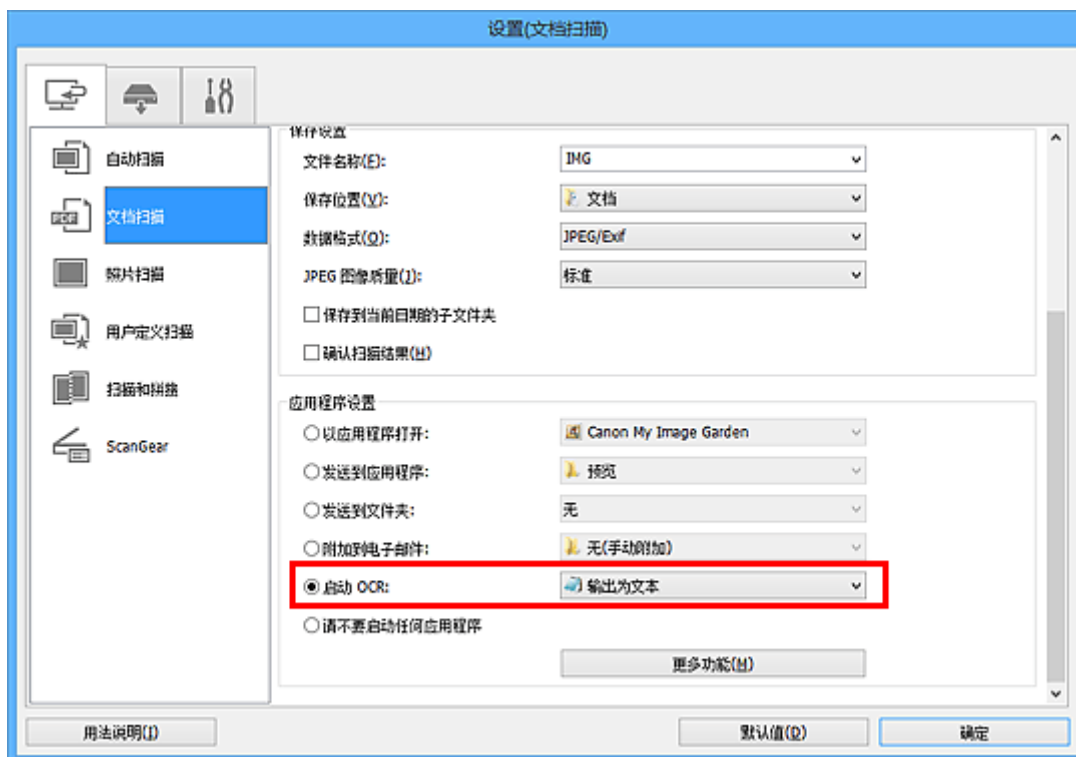 设置(文档扫描)
自动扫描
PDF
文档扫描
照片扫描
用户定义扫描
扫描和拼接
ScanGear
保存设置
文件名称(F): IMG
保存位置(V): 文档
数据格式(O): JPEG/Exif
JPEG 图像质量(J): 标准
保存到当前日期的子文件夹
确认扫描结果(H)
应用程序设置
以应用程序打开: Canon My Image Garden
发送到应用程序: 预览
发送到文件夹: 无
附加到电子邮件: 无(手动附加)
启动 OCR: 输出为文本
请不要启动任何应用程序
更多功能(M)
用法说明(I) 默认值(D) 确定